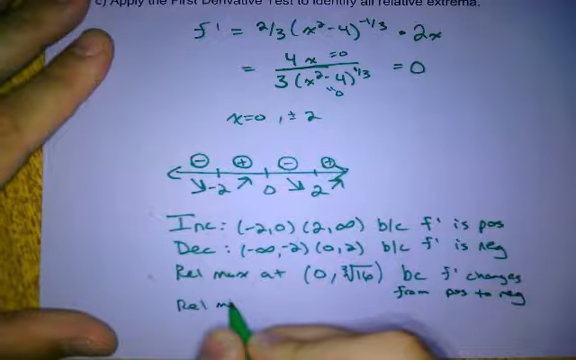 c) Apply the First Derivative Test to identify all relative extrema.
f' = 2/3 (x² - 4)^-1/3 • 2x
= 4x =0 / 3(x² - 4)^1/3 =0 = 0
x=0, ±2
⊖ ⊕ ⊖ ⊕
↘ -2 ↗ 0 ↘ 2 ↗
Inc: (-2,0) (2,∞) b/c f' is pos
Dec: (-∞,-2) (0,2) b/c f' is neg
Rel max at (0, ∛16) bc f' changes
from pos to neg
Rel m